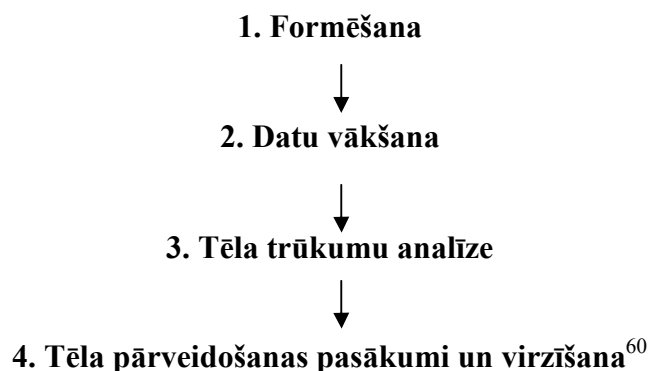 1. Formēšana
2. Datu vākšana
3. Tēla trūkumu analīze
4. Tēla pārveidošanas pasākumi un virzīšana⁶⁰